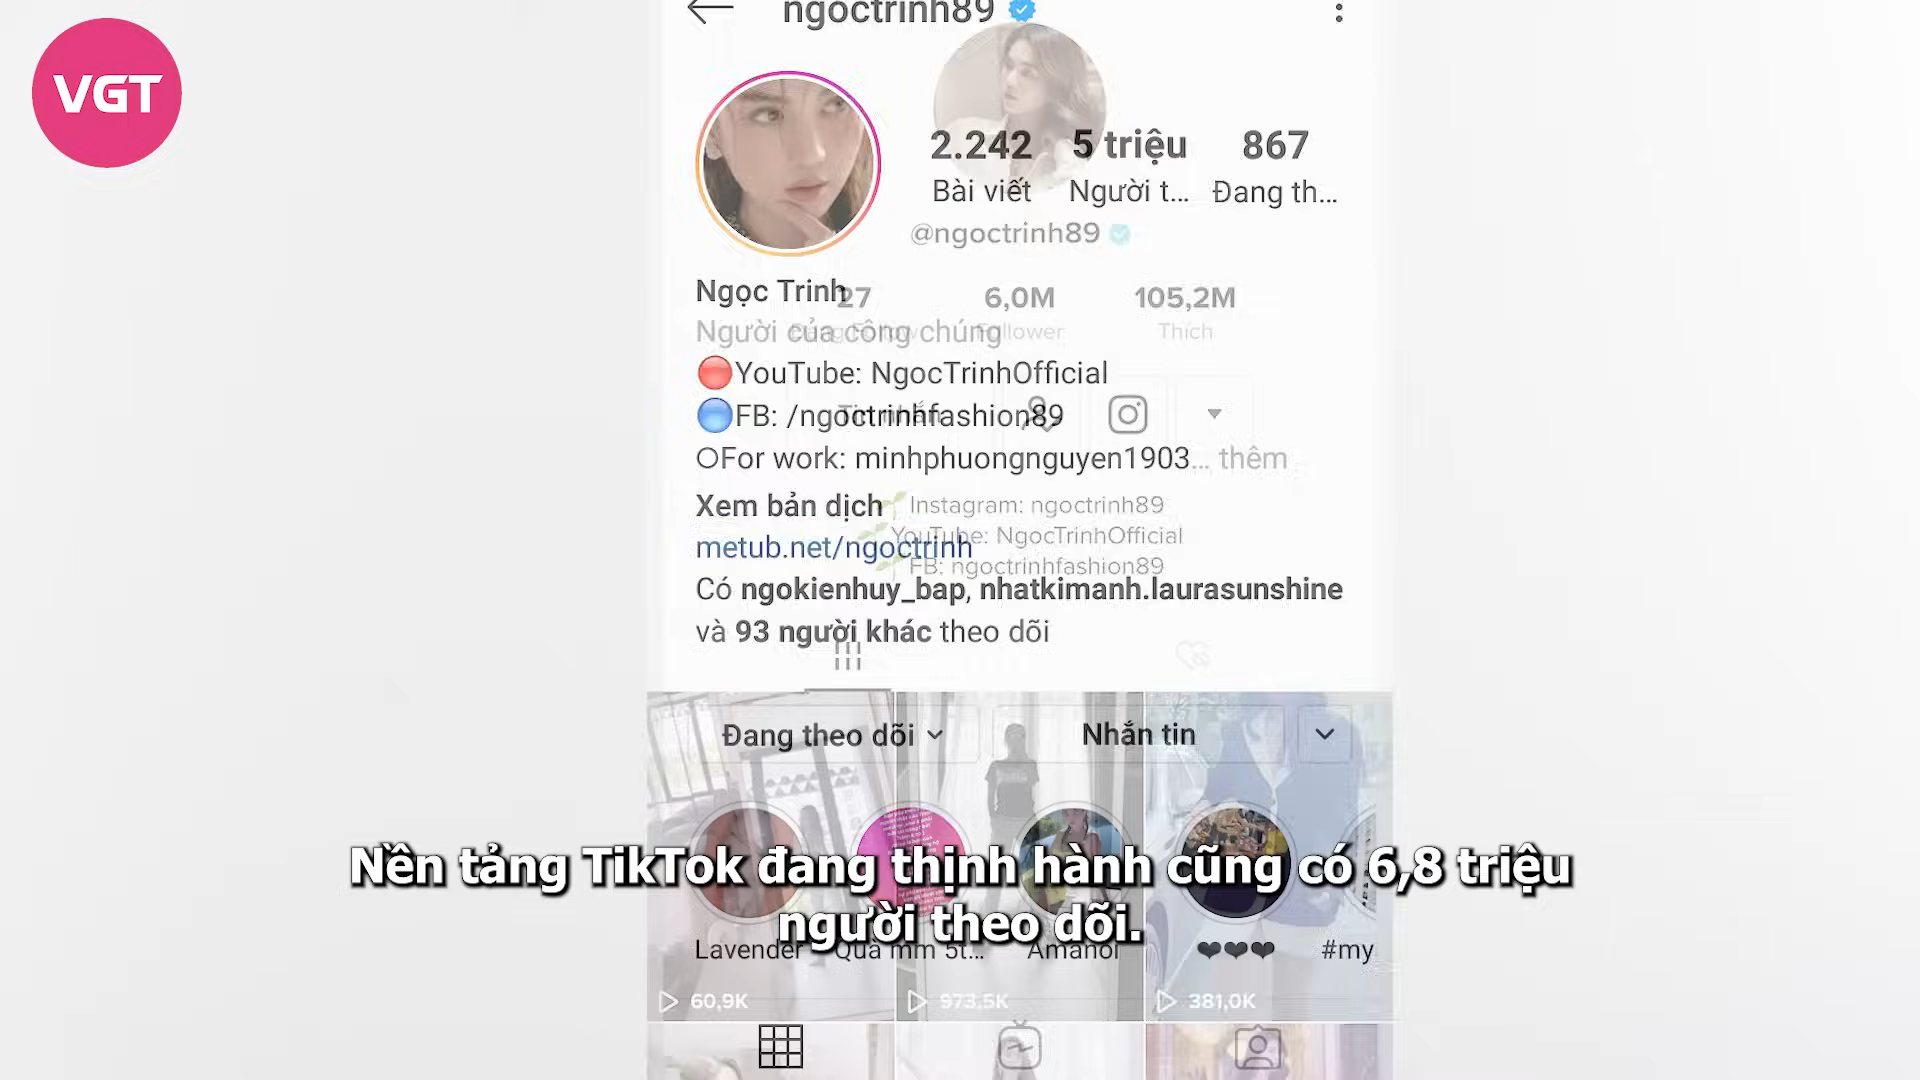 VGT
ngoctrinh89
2.242 5 triệu 867
Bài viết Người t... Đang th...
@ngoctrinh89
Ngọc Trinh
27 6,0M 105,2M
Người của công chúng
Follower Thích
YouTube: NgocTrinhOfficial
FB: /ngoctrinhfashion89
For work: minhphuongnguyen1903... thêm
Xem bản dịch
Instagram: ngoctrinh89
YouTube: NgocTrinhOfficial
metub.net/ngoctrinh
FB: ngoctrinhfashion89
Có ngokienhuy_bap, nhatkimanh.laurasunshine
và 93 người khác theo dõi
Đang theo dõi Nhắn tin
Nền tảng TikTok đang thịnh hành cũng có 6,8 triệu
người theo dõi.
Lavender Quà mm 5t... Amanoi ❤❤❤ #my
60,9K 973,5K 381,0K